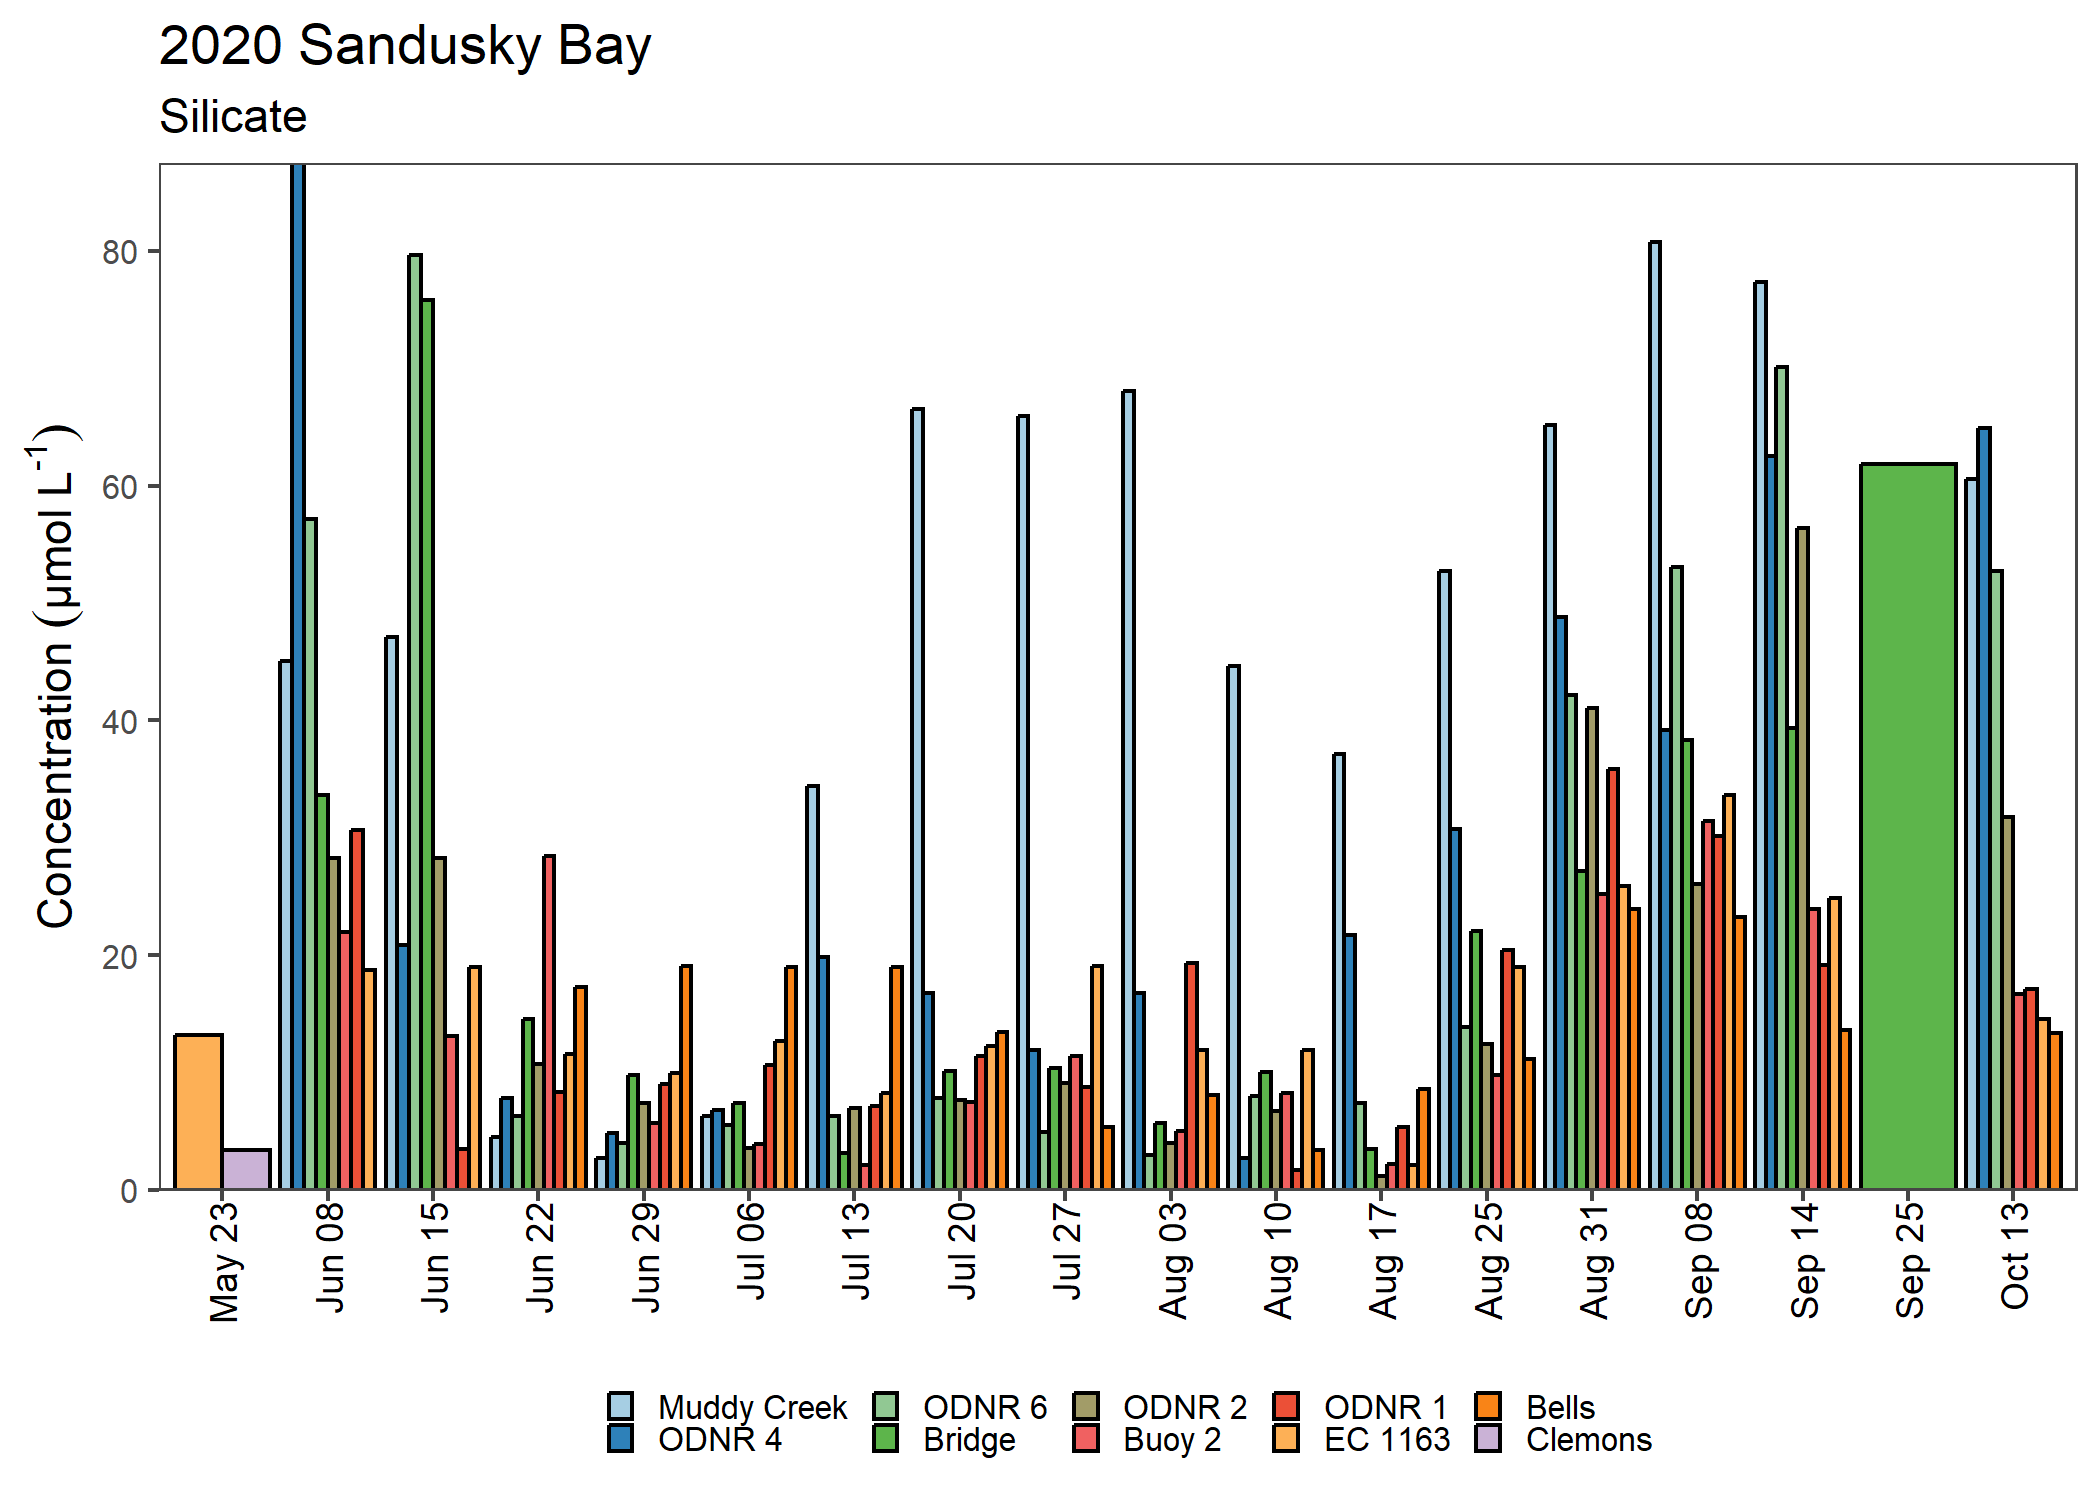 2020 Sandusky Bay
Silicate
Concentration (µmol L⁻¹)
80
60
40
20
0
May 23
Jun 08
Jun 15
Jun 22
Jun 29
Jul 06
Jul 13
Jul 20
Jul 27
Aug 03
Aug 10
Aug 17
Aug 25
Aug 31
Sep 08
Sep 14
Sep 25
Oct 13
Muddy Creek ODNR 6 ODNR 2 ODNR 1 Bells
ODNR 4 Bridge Buoy 2 EC 1163 Clemons